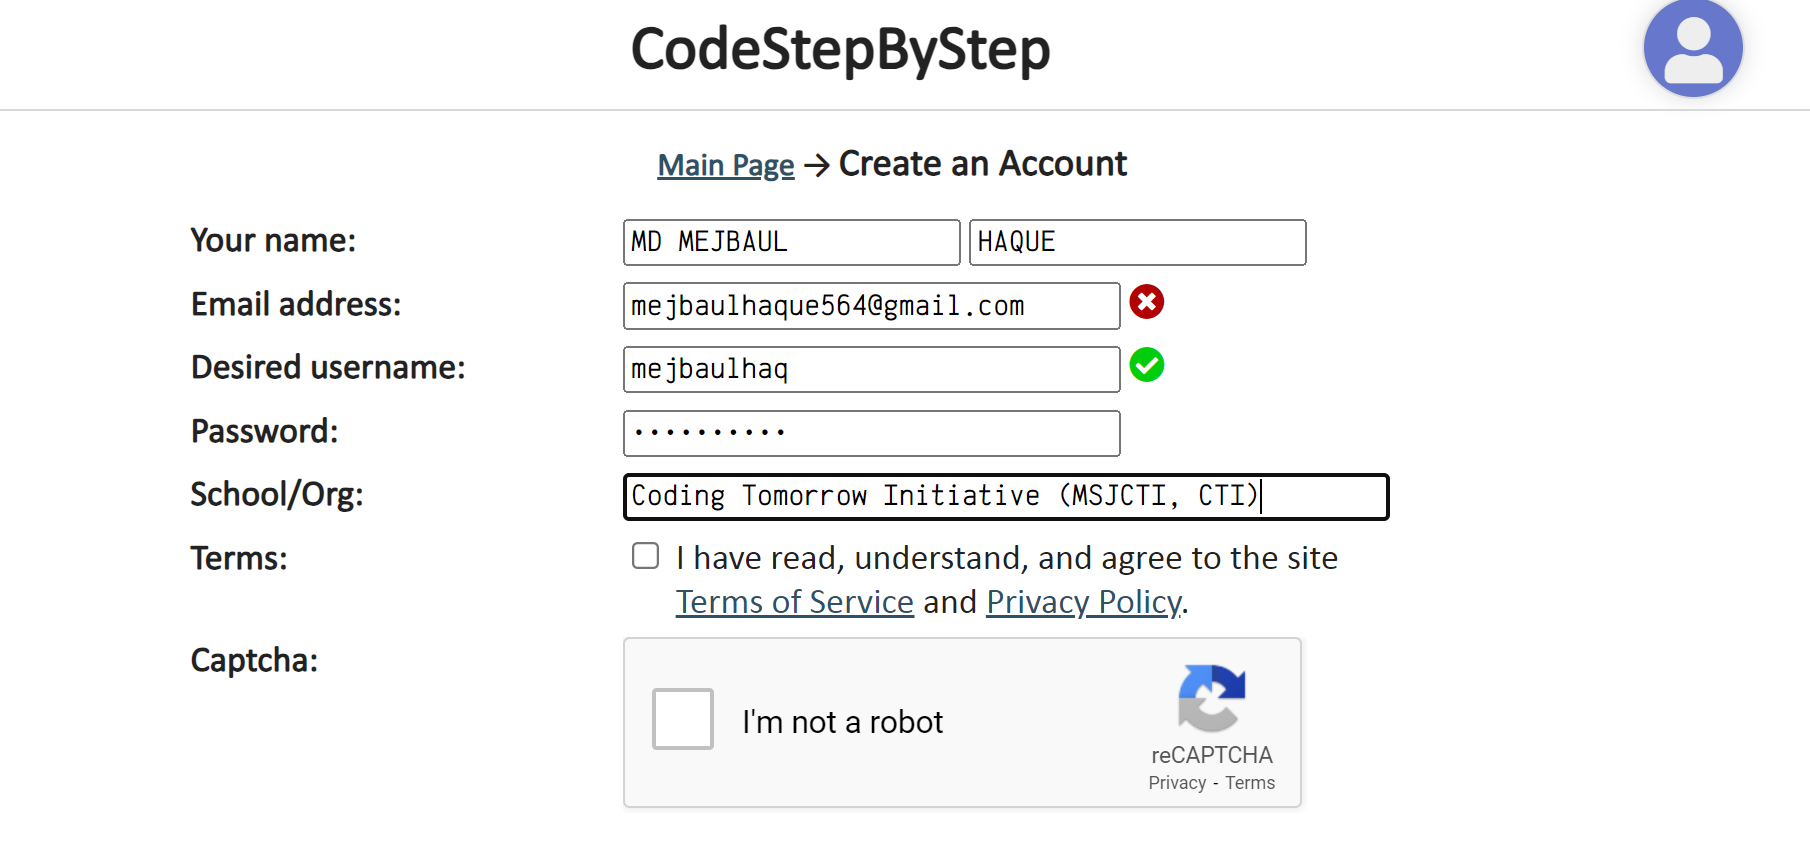 CodeStepByStep
Main Page → Create an Account
Your name: MD MEJBAUL HAQUE
Email address: mejbaulhaque564@gmail.com
Desired username: mejbaulhaq
Password: ••••••••••
School/Org: Coding Tomorrow Initiative (MSJCTI, CTI)
Terms: I have read, understand, and agree to the site
Terms of Service and Privacy Policy.
Captcha:
I'm not a robot
reCAPTCHA
Privacy - Terms